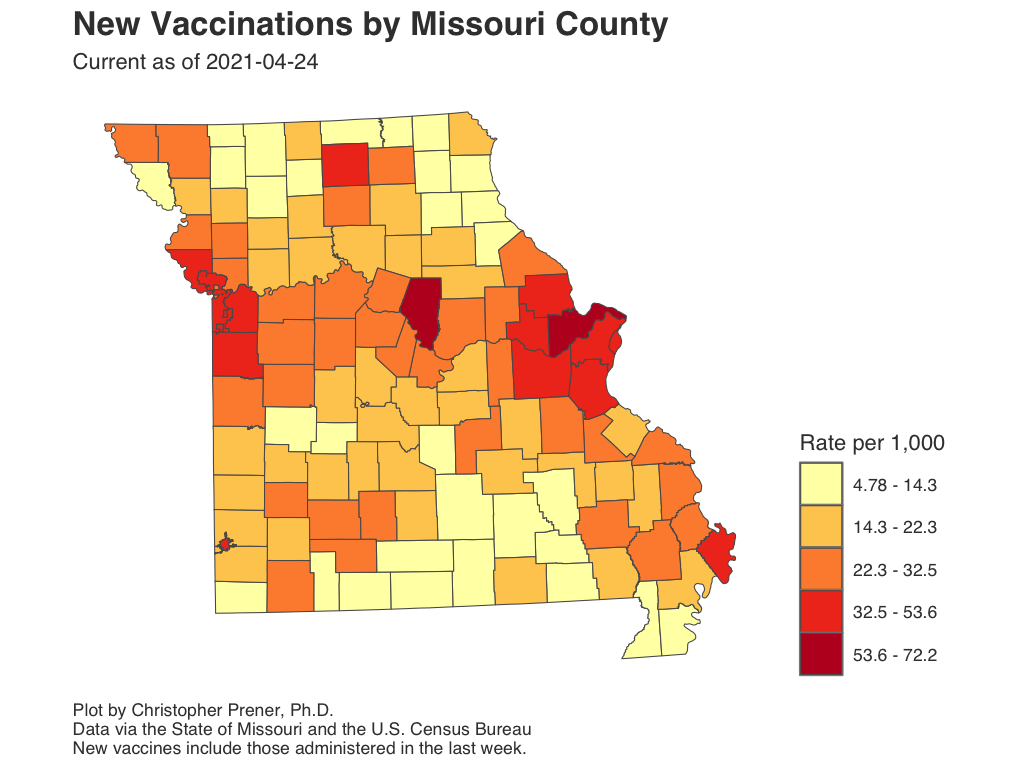 New Vaccinations by Missouri County
Current as of 2021-04-24
Rate per 1,000
4.78 - 14.3
14.3 - 22.3
22.3 - 32.5
32.5 - 53.6
53.6 - 72.2
Plot by Christopher Prener, Ph.D.
Data via the State of Missouri and the U.S. Census Bureau
New vaccines include those administered in the last week.